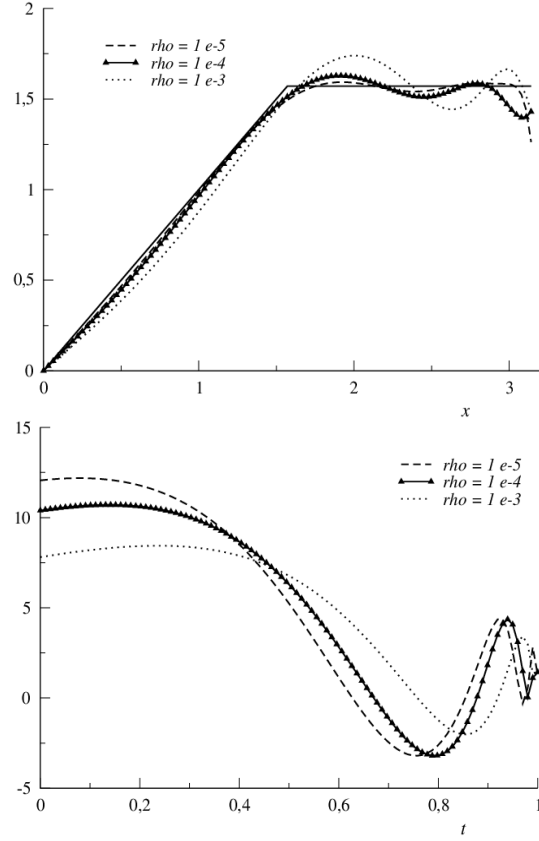 2
1.5
1
0,5
0
rho = 1 e-5
rho = 1 e-4
rho = 1 e-3
0 1 2 3
x
15
10
5
0
-5
rho = 1 e-5
rho = 1 e-4
rho = 1 e-3
0 0,2 0,4 0,6 0,8 1
t